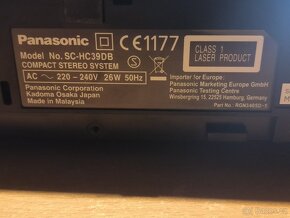 Panasonic
Model No. SC-HC39DB
COMPACT STEREO SYSTEM
AC 220 - 240V 26W 50Hz
Panasonic Corporation
Kadoma Osaka Japan
Made in Malaysia
CE1177
CLASS 1
LASER PRODUCT
Importer for Europe:
Panasonic Marketing Europe GmbH
Panasonic Testing Centre
Winsbergring 15, 22525 Hamburg, Germany
Part No.: